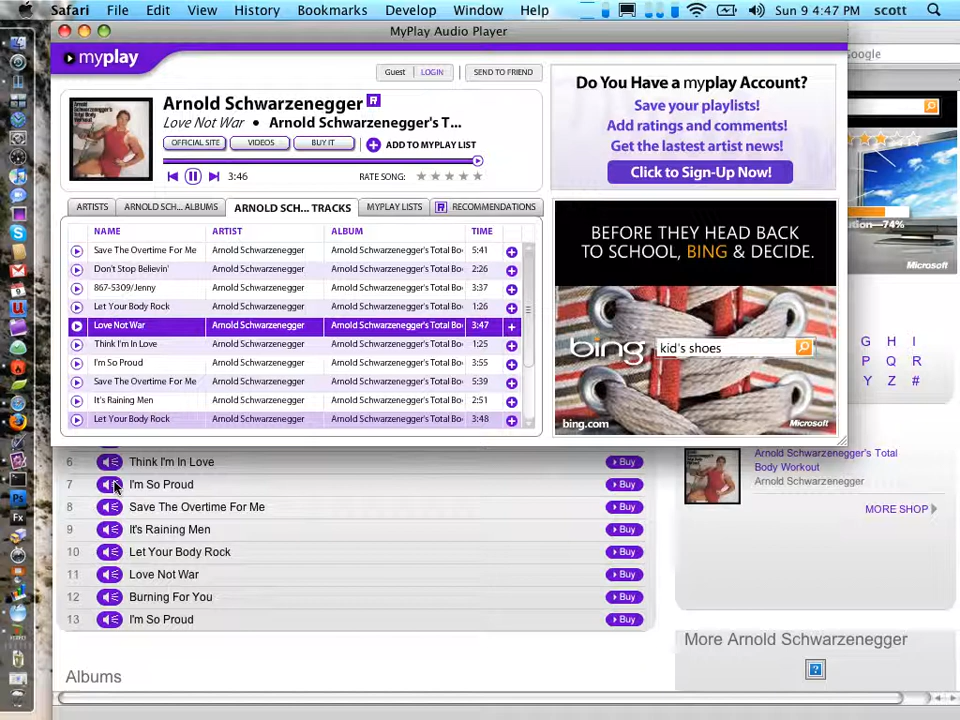 Safari File Edit View History Bookmarks Develop Window Help Sun 9 4:47 PM scott
MyPlay Audio Player
Google
myplay
Guest LOGIN SEND TO FRIEND
Arnold Schwarzenegger
Love Not War • Arnold Schwarzenegger's T...
OFFICIAL SITE VIDEOS BUY IT ADD TO MYPLAY LIST
3:46 RATE SONG:
Do You Have a myplay Account?
Save your playlists!
Add ratings and comments!
Get the lastest artist news!
Click to Sign-Up Now!
ARTISTS ARNOLD SCH... ALBUMS ARNOLD SCH... TRACKS MYPLAY LISTS RECOMMENDATIONS
NAME ARTIST ALBUM TIME
Save The Overtime For Me Arnold Schwarzenegger Arnold Schwarzenegger's Total Bo 5:41
Don't Stop Believin' Arnold Schwarzenegger Arnold Schwarzenegger's Total Bo 2:26
867-5309/Jenny Arnold Schwarzenegger Arnold Schwarzenegger's Total Bo 3:37
Let Your Body Rock Arnold Schwarzenegger Arnold Schwarzenegger's Total Bo 1:26
Love Not War Arnold Schwarzenegger Arnold Schwarzenegger's Total Bo 3:47
Think I'm In Love Arnold Schwarzenegger Arnold Schwarzenegger's Total Bo 1:25
I'm So Proud Arnold Schwarzenegger Arnold Schwarzenegger's Total Bo 3:55
Save The Overtime For Me Arnold Schwarzenegger Arnold Schwarzenegger's Total Bo 5:39
It's Raining Men Arnold Schwarzenegger Arnold Schwarzenegger's Total Bo 2:51
Let Your Body Rock Arnold Schwarzenegger Arnold Schwarzenegger's Total Bo 3:48
BEFORE THEY HEAD BACK
TO SCHOOL, BING & DECIDE.
bing kid's shoes
bing.com Microsoft
ution—74%
Microsoft
G H I
P Q R
Y Z #
6 Think I'm In Love Buy
7 I'm So Proud Buy
8 Save The Overtime For Me Buy
9 It's Raining Men Buy
10 Let Your Body Rock Buy
11 Love Not War Buy
12 Burning For You Buy
13 I'm So Proud Buy
Arnold Schwarzenegger's Total
Body Workout
Arnold Schwarzenegger
MORE SHOP
More Arnold Schwarzenegger
Albums